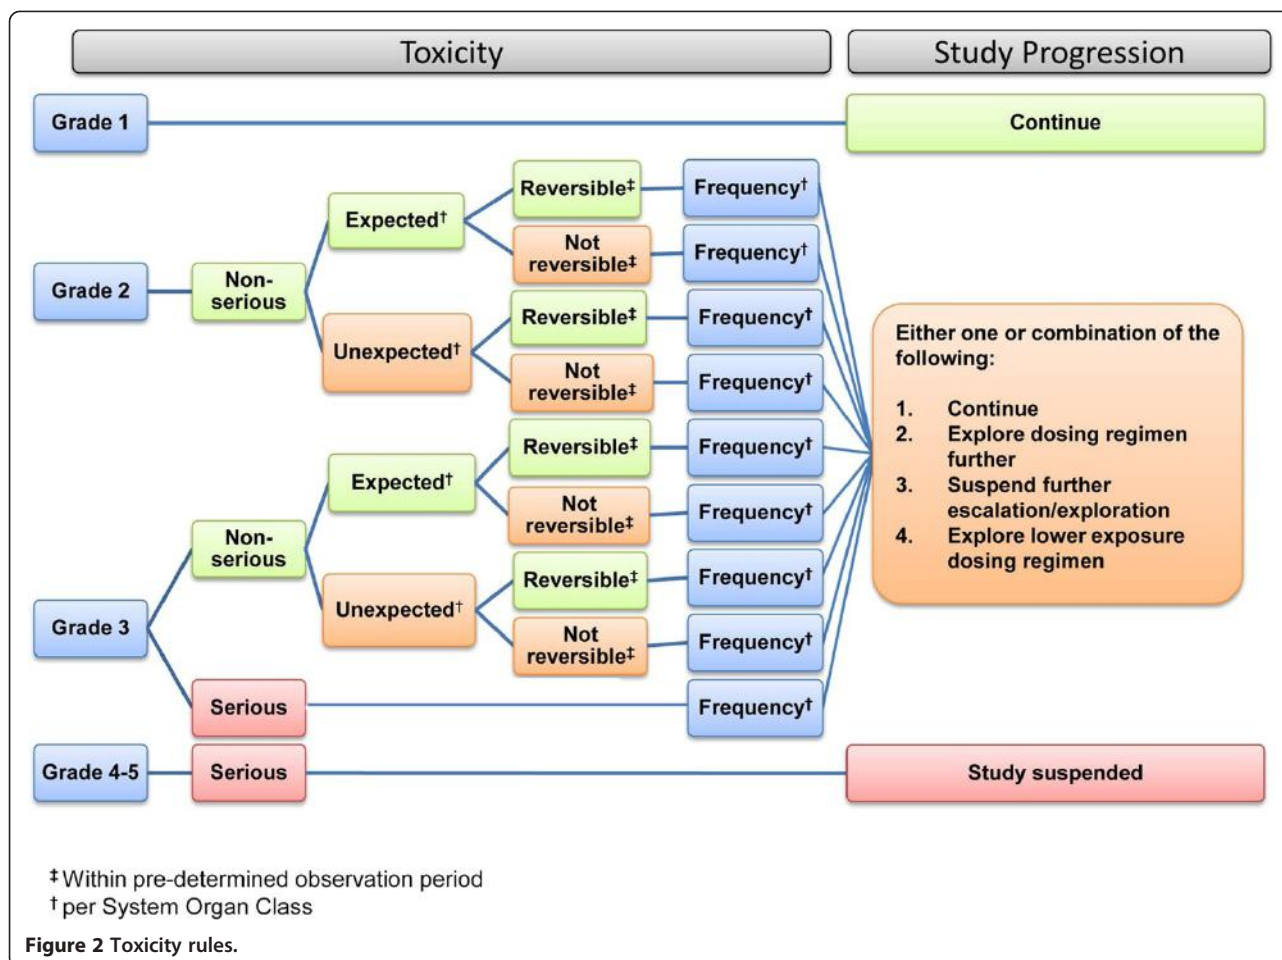 Toxicity
Study Progression
Grade 1
Continue
Grade 2
Non-
serious
Expected†
Reversible‡
Frequency†
Not
reversible‡
Frequency†
Unexpected†
Reversible‡
Frequency†
Not
reversible‡
Frequency†
Grade 3
Non-
serious
Expected†
Reversible‡
Frequency†
Not
reversible‡
Frequency†
Unexpected†
Reversible‡
Frequency†
Not
reversible‡
Frequency†
Serious
Frequency†
Either one or combination of the
following:
1. Continue
2. Explore dosing regimen
further
3. Suspend further
escalation/exploration
4. Explore lower exposure
dosing regimen
Grade 4-5
Serious
Study suspended
‡ Within pre-determined observation period
† per System Organ Class
Figure 2 Toxicity rules.